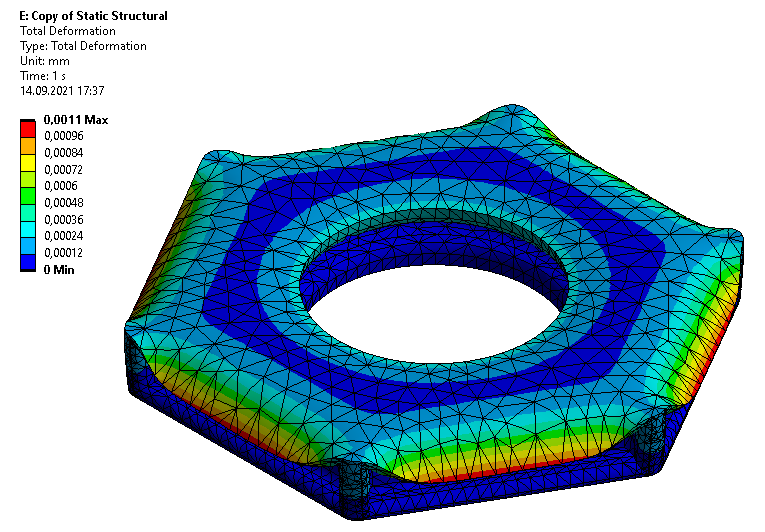 E: Copy of Static Structural
Total Deformation
Type: Total Deformation
Unit: mm
Time: 1 s
14.09.2021 17:37
0,0011 Max
0,00096
0,00084
0,00072
0,0006
0,00048
0,00036
0,00024
0,00012
0 Min